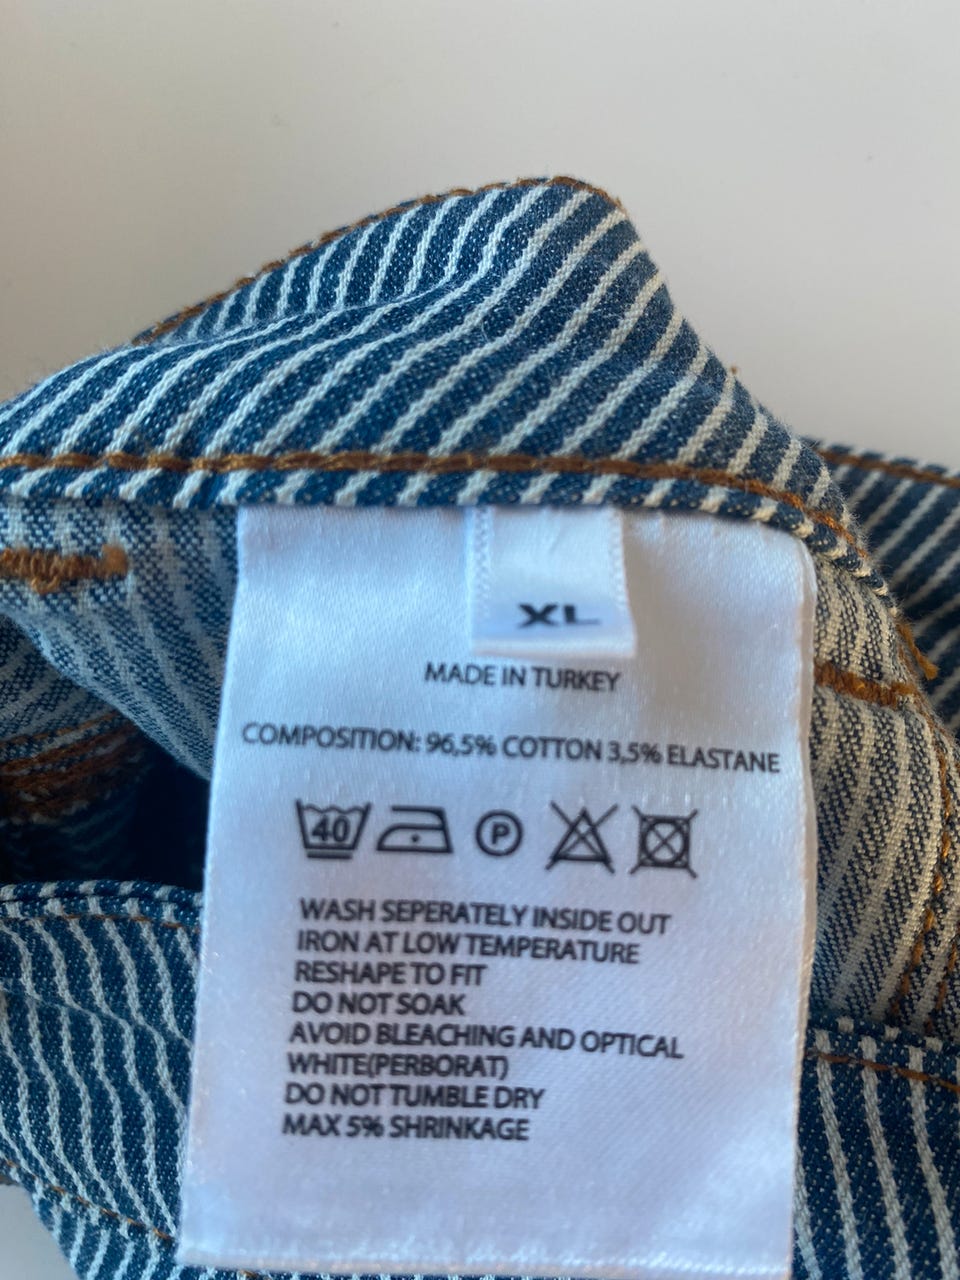 XL
MADE IN TURKEY
COMPOSITION: 96,5% COTTON 3,5% ELASTANE
40 P
WASH SEPERATELY INSIDE OUT
IRON AT LOW TEMPERATURE
RESHAPE TO FIT
DO NOT SOAK
AVOID BLEACHING AND OPTICAL
WHITE(PERBORAT)
DO NOT TUMBLE DRY
MAX 5% SHRINKAGE